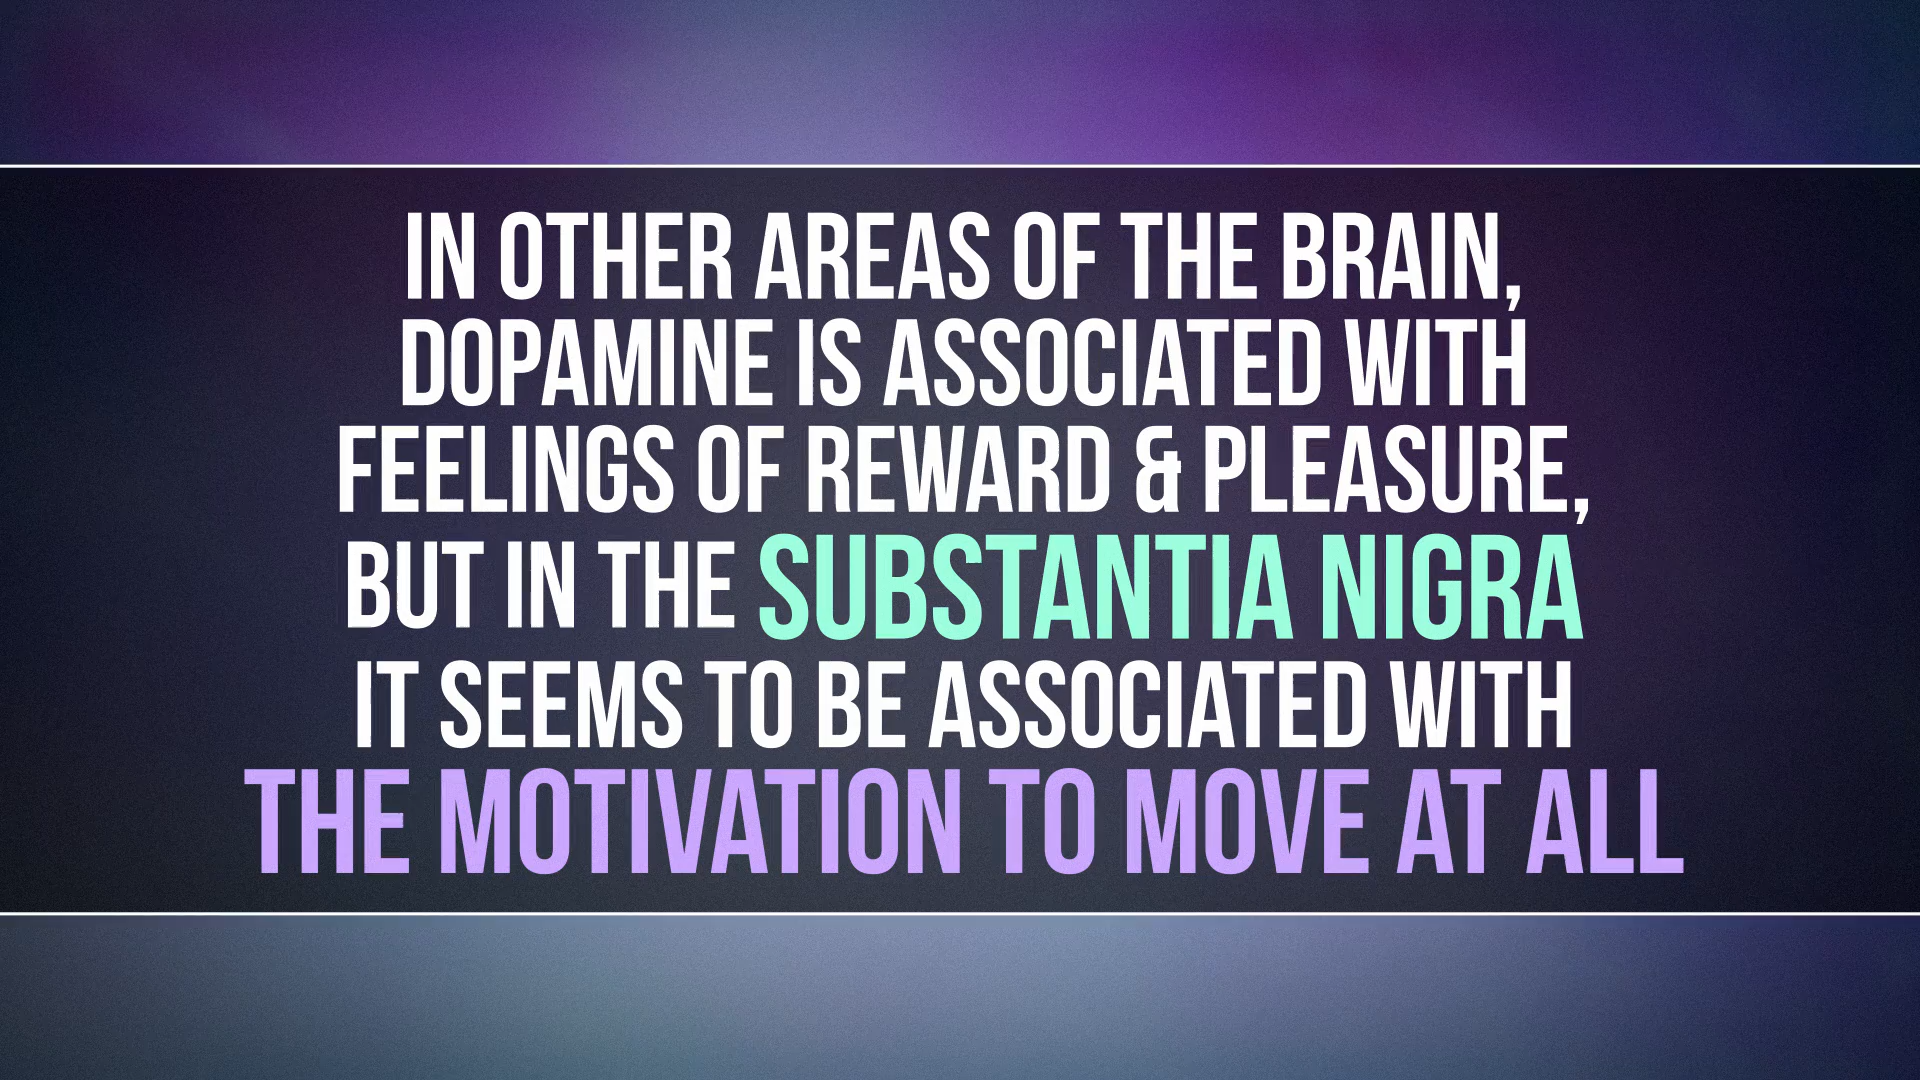 IN OTHER AREAS OF THE BRAIN,
DOPAMINE IS ASSOCIATED WITH
FEELINGS OF REWARD & PLEASURE,
BUT IN THE SUBSTANTIA NIGRA
IT SEEMS TO BE ASSOCIATED WITH
THE MOTIVATION TO MOVE AT ALL